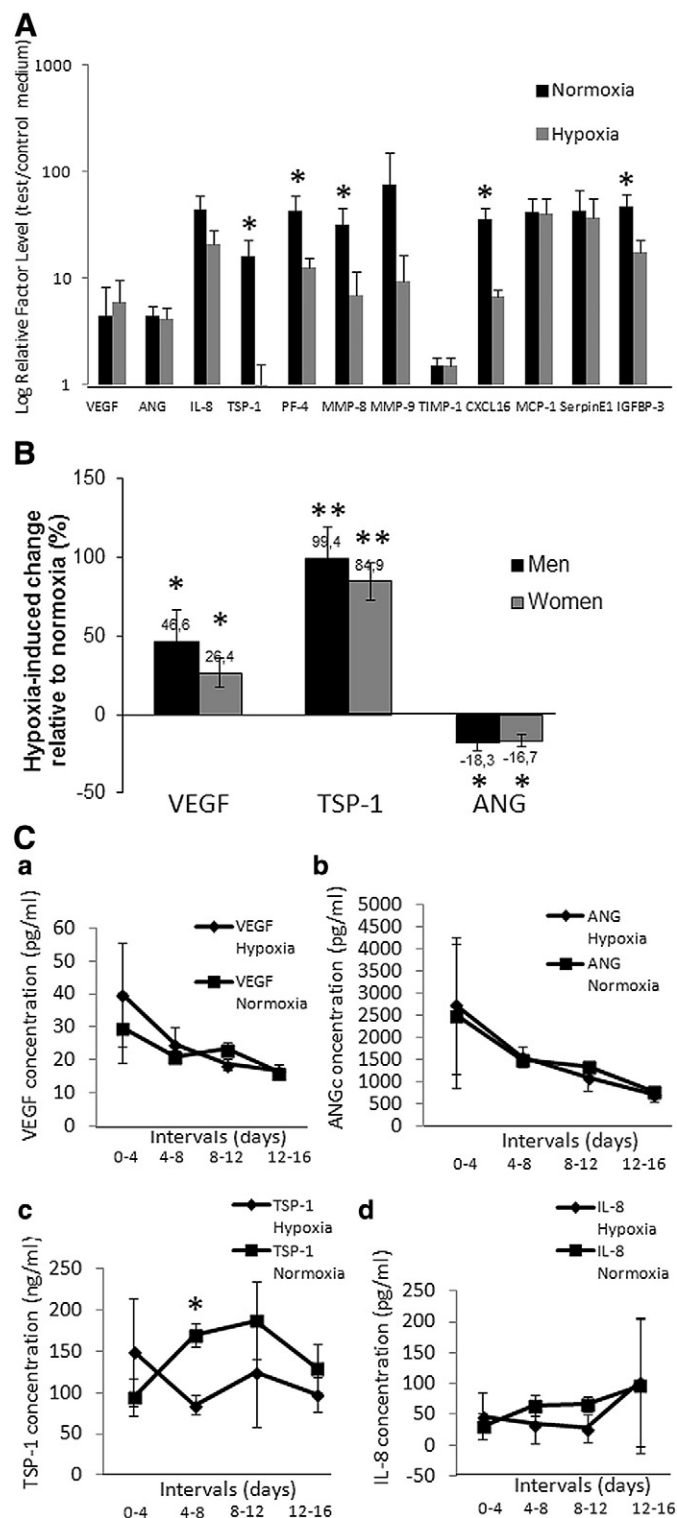 A
Log Relative Factor Level (test/control medium)
1000
100
10
1
Normoxia
Hypoxia
*
*
*
*
*
VEGF ANG IL-8 TSP-1 PF-4 MMP-8 MMP-9 TIMP-1 CXCL16 MCP-1 SerpinE1 IGFBP-3
B
Hypoxia-induced change
relative to normoxia (%)
150
100
50
0
-50
Men
Women
*
46,6
*
26,4
**
99,4
**
84,9
-18,3
*
-16,7
*
VEGF TSP-1 ANG
C
a
VEGF concentration (pg/ml)
60
50
40
30
20
10
0
VEGF
Hypoxia
VEGF
Normoxia
Intervals (days)
0-4 4-8 8-12 12-16
b
ANGc oncentration (pg/ml)
5000
4500
4000
3500
3000
2500
2000
1500
1000
500
0
ANG
Hypoxia
ANG
Normoxia
Intervals (days)
0-4 4-8 8-12 12-16
c
TSP-1 concentration (ng/ml)
250
200
150
100
50
0
TSP-1
Hypoxia
TSP-1
Normoxia
*
Intervals (days)
0-4 4-8 8-12 12-16
d
IL-8 concentration (pg/ml)
250
200
150
100
50
0
-50
IL-8
Hypoxia
IL-8
Normoxia
Intervals (days)
0-4 4-8 8-12 12-16